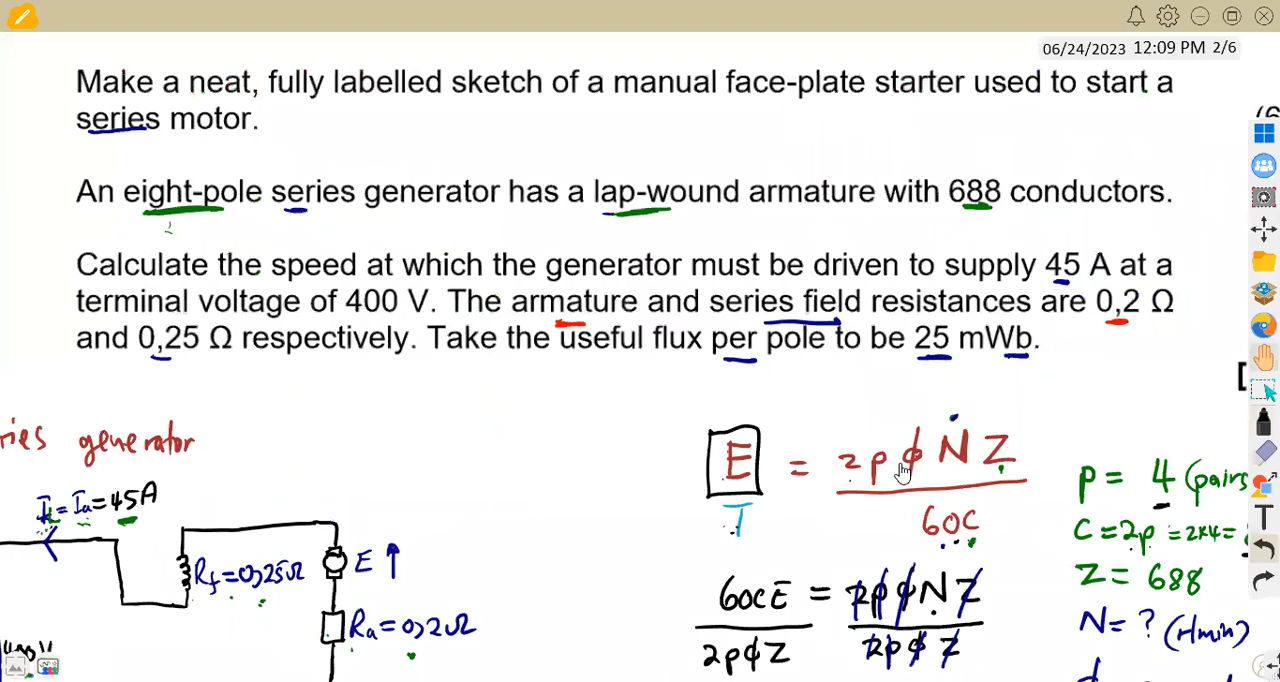 06/24/2023 12:09 PM 2/6
Make a neat, fully labelled sketch of a manual face-plate starter used to start a
series motor.
An eight-pole series generator has a lap-wound armature with 688 conductors.
Calculate the speed at which the generator must be driven to supply 45 A at a
terminal voltage of 400 V. The armature and series field resistances are 0,2 Ω
and 0,25 Ω respectively. Take the useful flux per pole to be 25 mWb.
ries generator
E = 2pϕNZ
60C
1
IL = Ia = 45A
P = 4 (pairs
C = 2p = 2x4 =
Z = 688
N = ? (r/min)
Rf = 0,25Ω
E ↑
Ra = 0,2Ω
60CE = 2pϕNZ
2pϕZ 2pϕZ
T